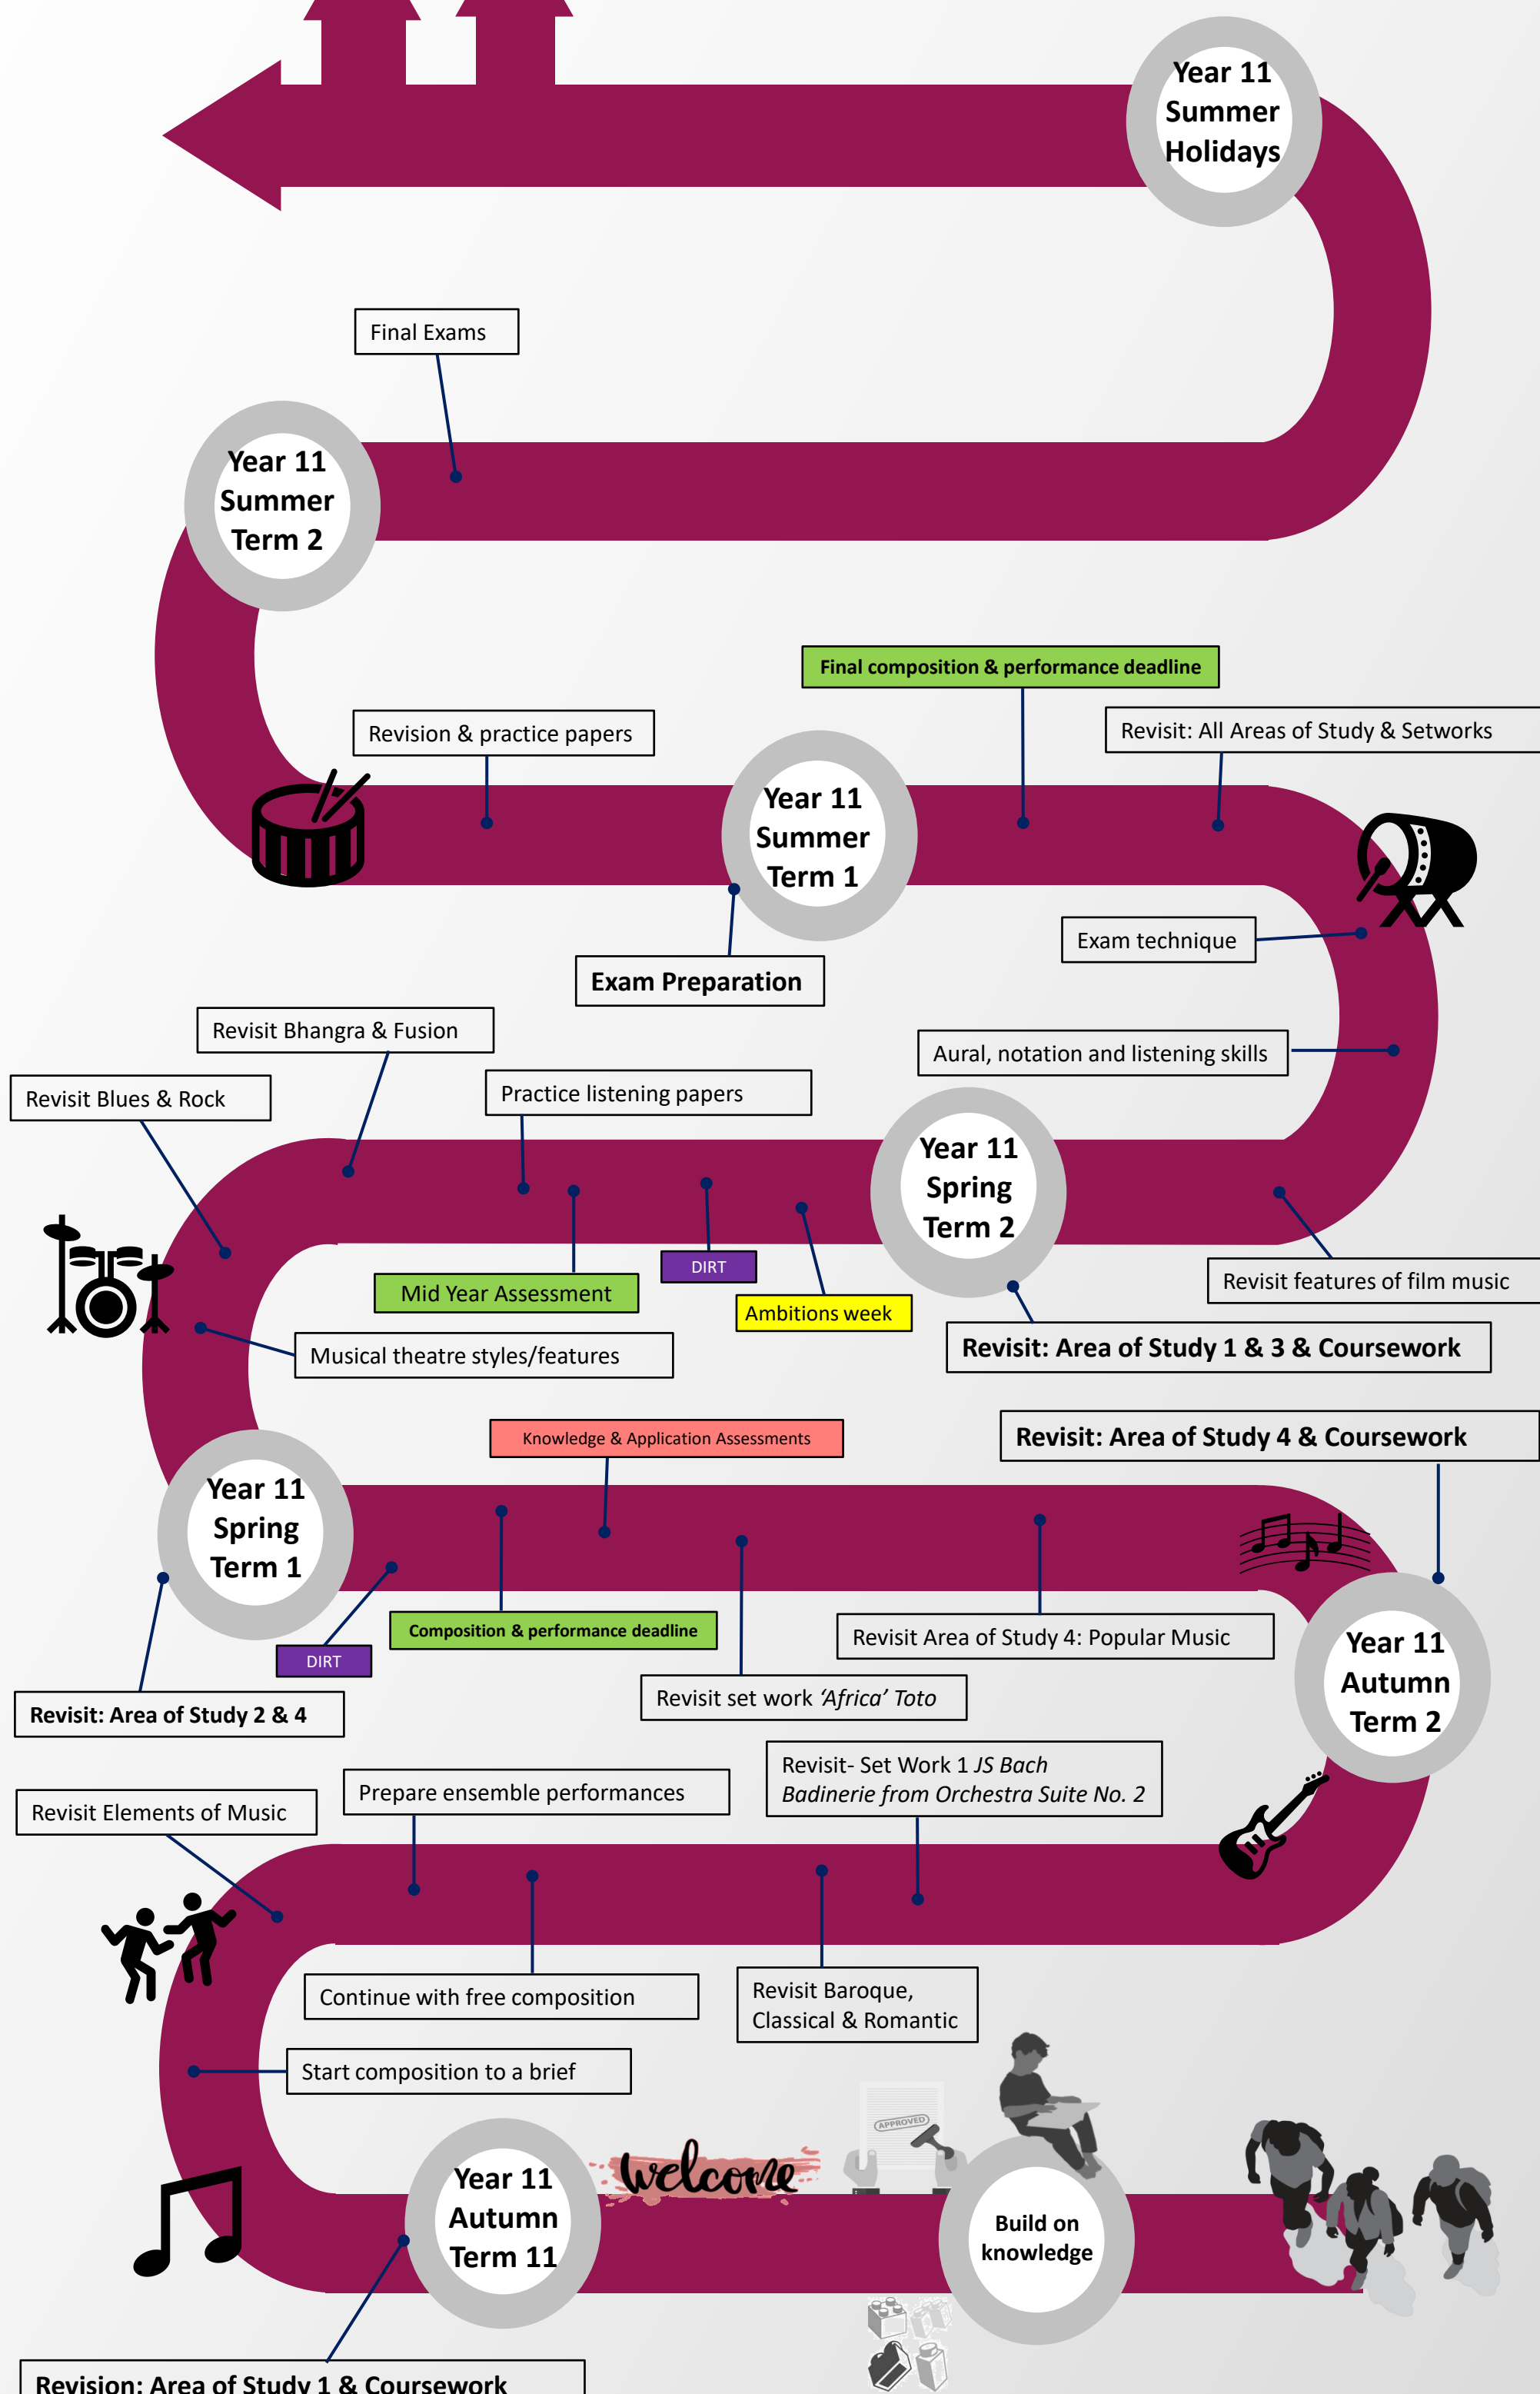 Year 11
Summer
Holidays
Final Exams
Year 11
Summer
Term 2
Final composition & performance deadline
Revision & practice papers
Revisit: All Areas of Study & Setworks
Year 11
Summer
Term 1
Exam technique
Exam Preparation
Revisit Bhangra & Fusion
Aural, notation and listening skills
Revisit Blues & Rock
Practice listening papers
Year 11
Spring
Term 2
DIRT
Mid Year Assessment
Ambitions week
Revisit features of film music
Musical theatre styles/features
Revisit: Area of Study 1 & 3 & Coursework
Knowledge & Application Assessments
Revisit: Area of Study 4 & Coursework
Year 11
Spring
Term 1
Composition & performance deadline
Revisit Area of Study 4: Popular Music
DIRT
Year 11
Autumn
Term 2
Revisit set work ‘Africa’ Toto
Revisit: Area of Study 2 & 4
Revisit- Set Work 1 JS Bach
Badinerie from Orchestra Suite No. 2
Prepare ensemble performances
Revisit Elements of Music
Continue with free composition
Revisit Baroque,
Classical & Romantic
Start composition to a brief
APPROVED
welcome
Year 11
Autumn
Term 11
Build on
knowledge
Revision: Area of Study 1 & Coursework